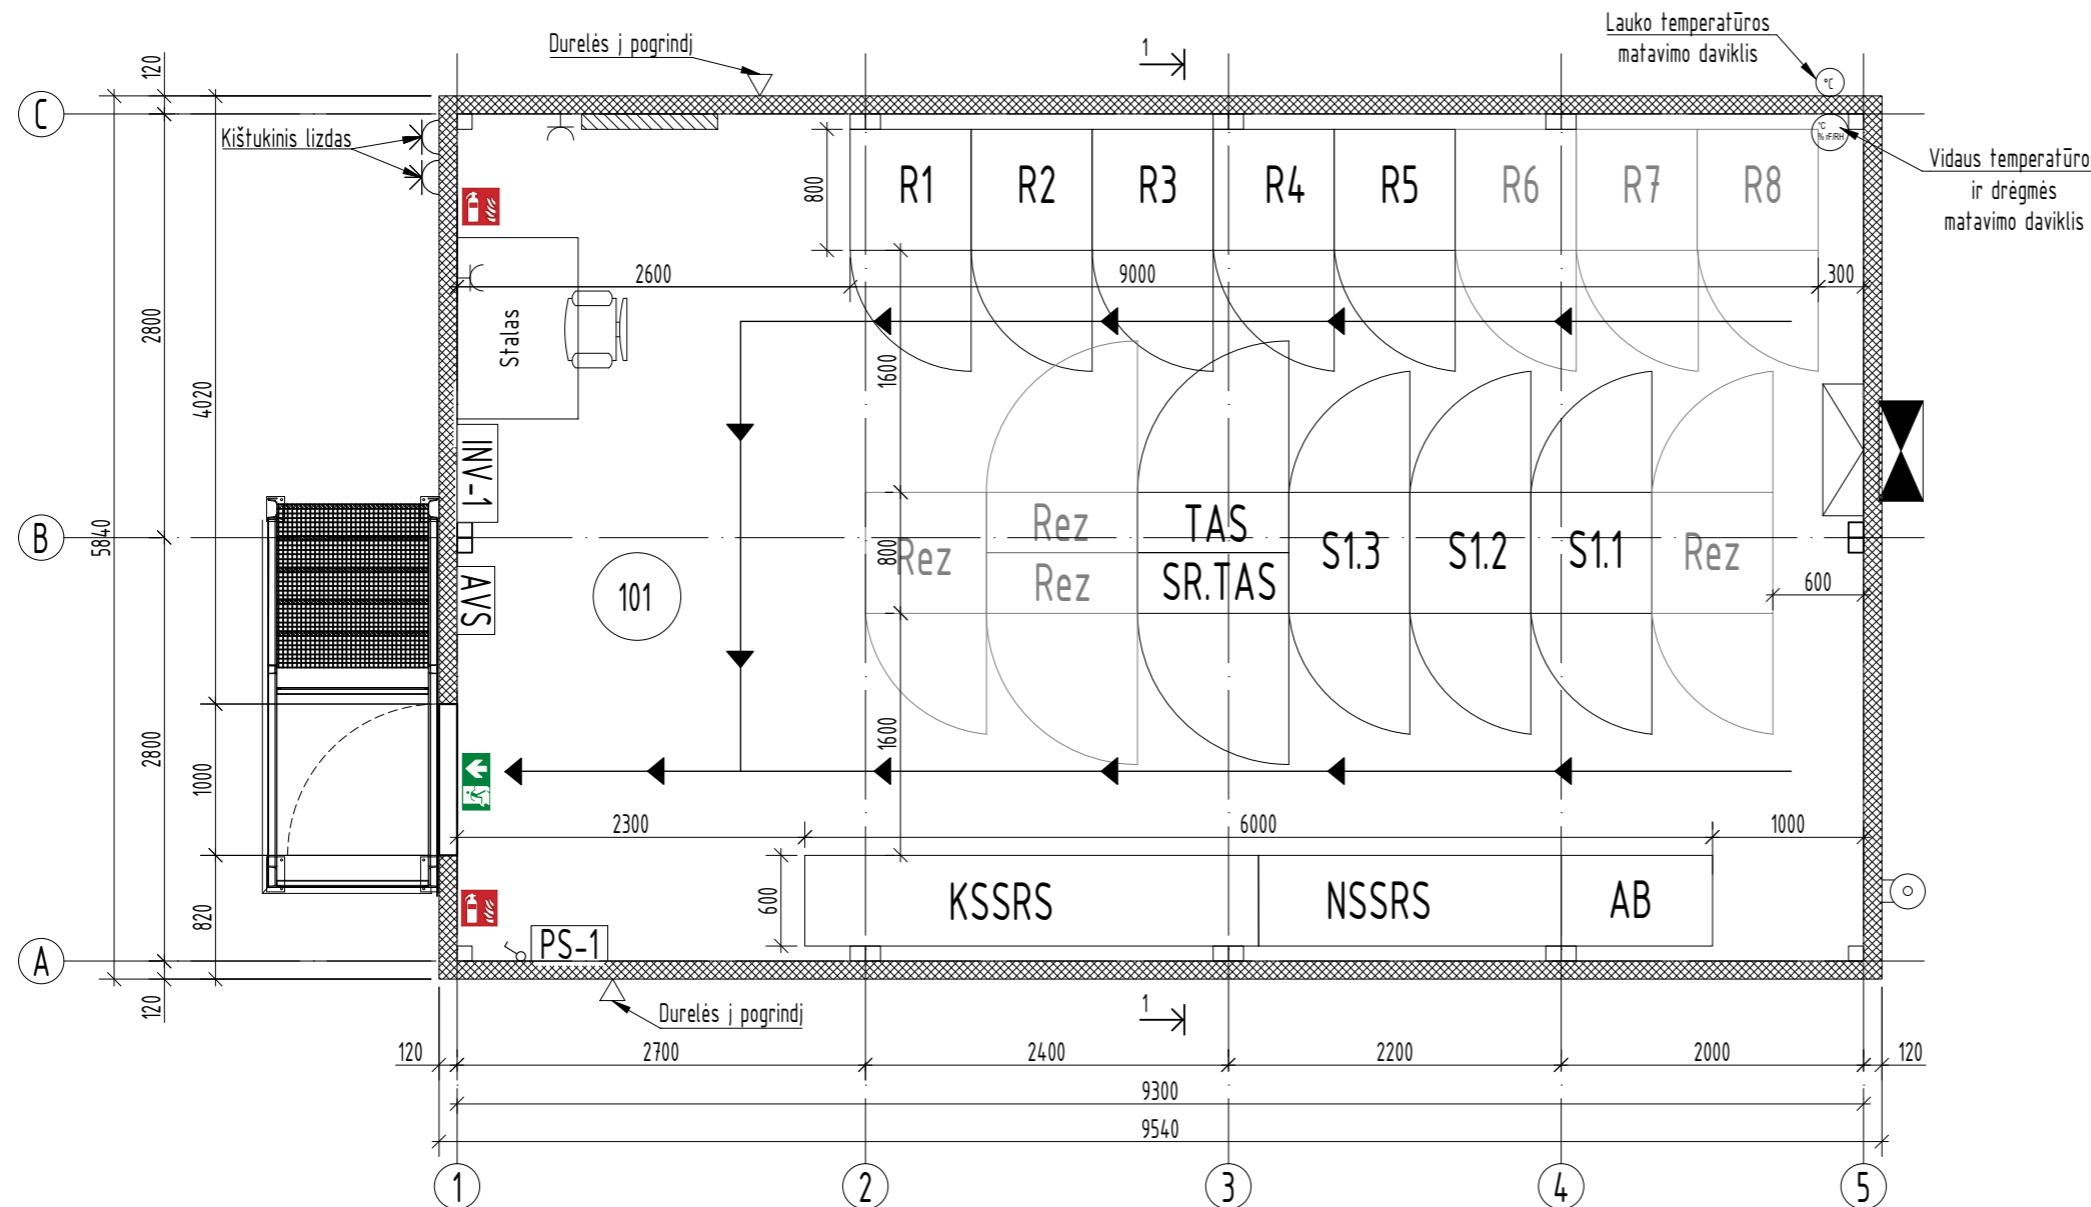 Lauko temperatūros
matavimo daviklis
Durelės į pogrindį
1
°C
120
C
Kištukinis lizdas
°C
% rF/RH
Vidaus temperatūros
ir drėgmės
matavimo daviklis
800
R1 R2 R3 R4 R5 R6 R7 R8
2600 9000 300
Stalas
2800
4020
1600
INV-1
5840
B
Rez TAS
Rez 800 S1.3 S1.2 S1.1 Rez
Rez SR.TAS
AVS
101
600
2800
1000
1600
2300 6000 1000
820
600
KSSRS NSSRS AB
PS-1
A
120
Durelės į pogrindį
1
120 2700 2400 2200 2000 120
9300
9540
1 2 3 4 5